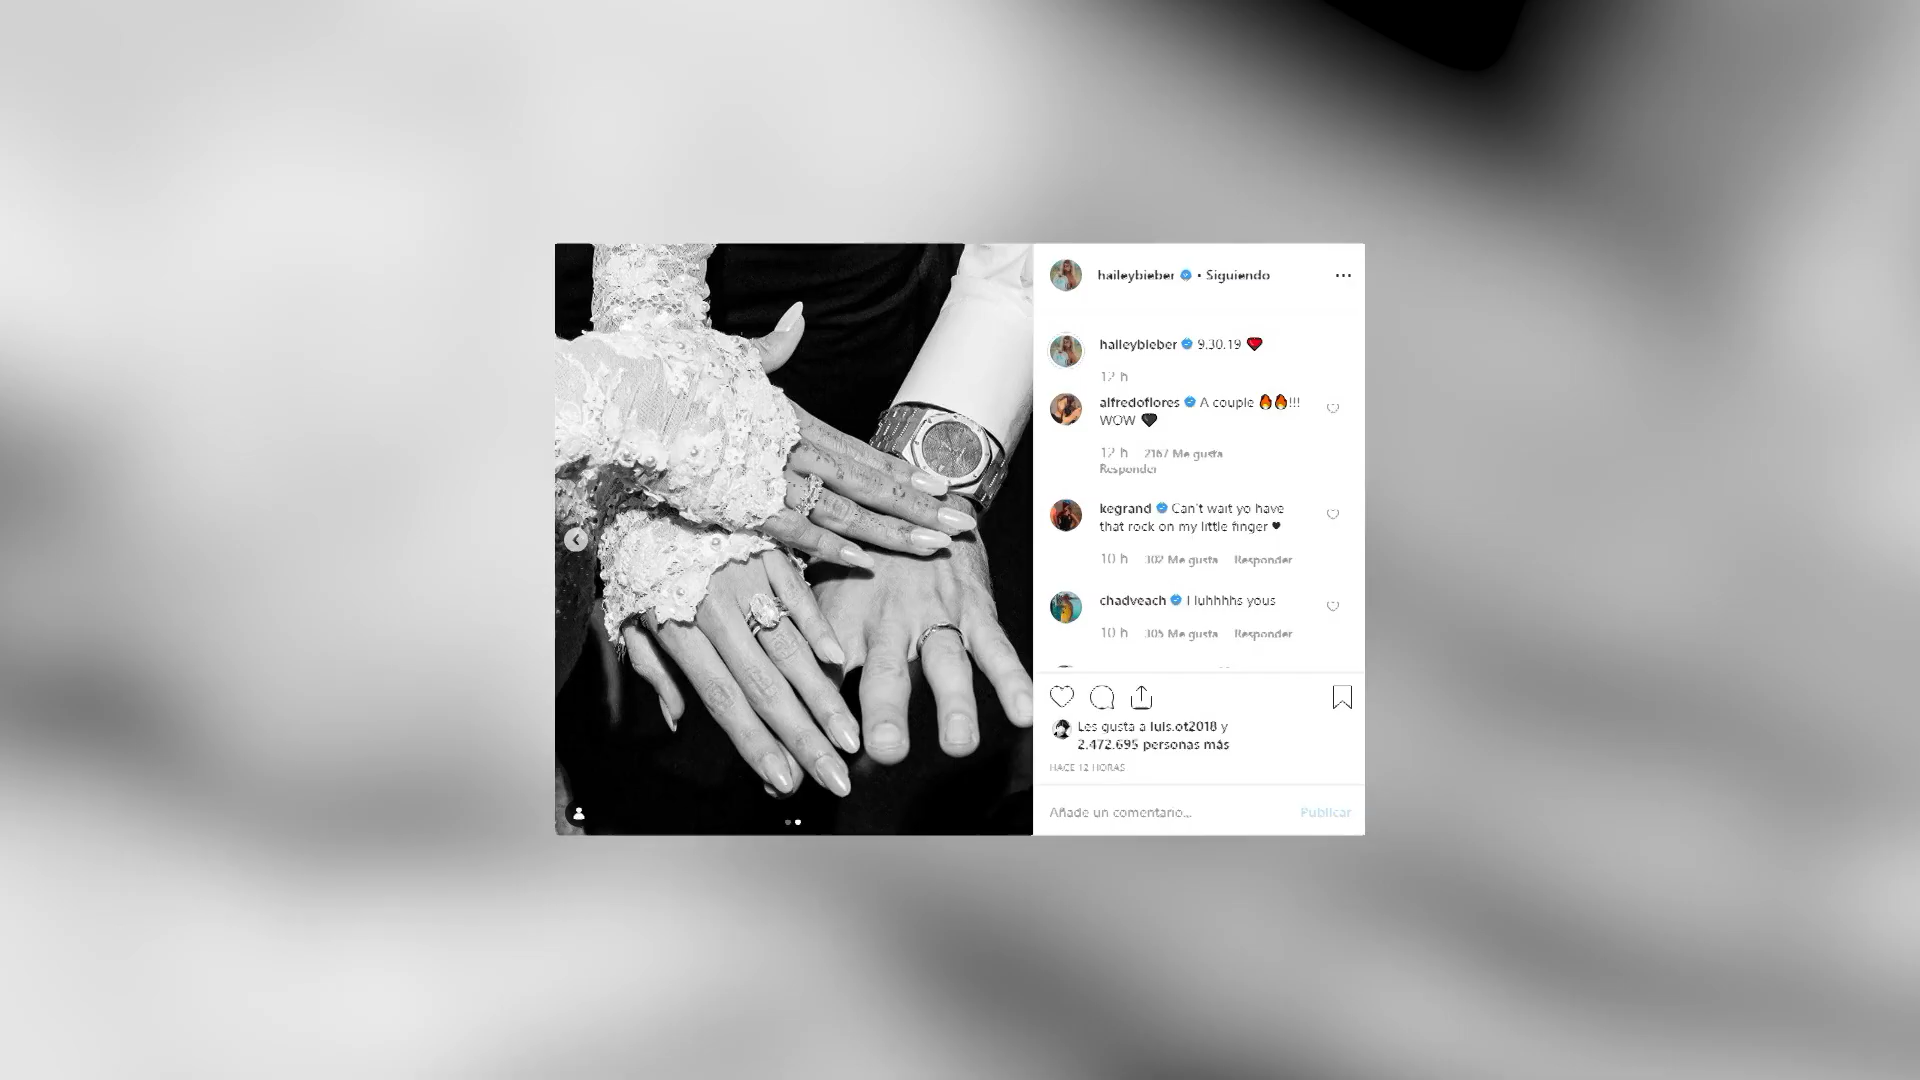 haileybieber • Siguiendo
haileybieber 9.30.19 ❤
12 h
alfredoflores A couple 🔥🔥!!!
WOW 🖤
12 h 2167 Me gusta
Responder
kegrand Can't wait yo have
that rock on my little finger ♥
10 h 302 Me gusta Responder
chadveach I luhhhhs yous
10 h 305 Me gusta Responder
Les gusta a luis.ot2018 y
2.472.695 personas más
HACE 12 HORAS
Añade un comentario... Publicar